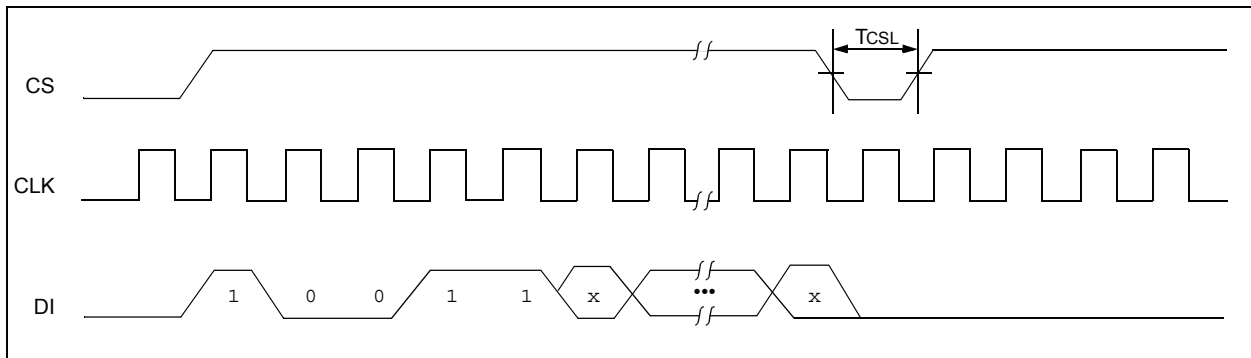 TCSL
CS
CLK
DI
1 0 0 1 1 x ••• x